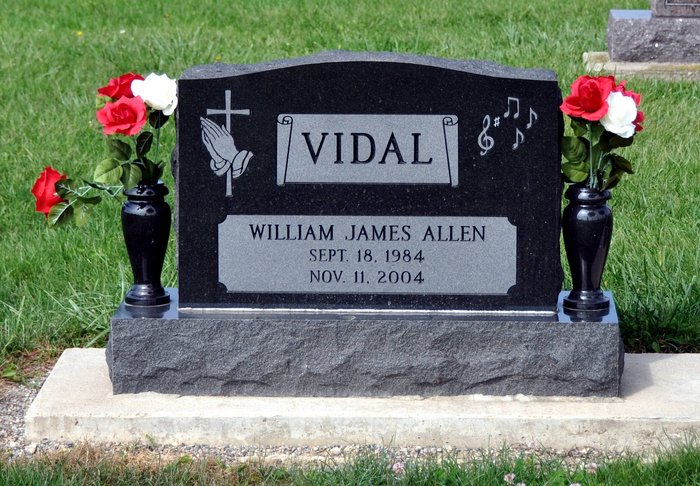 VIDAL
WILLIAM JAMES ALLEN
SEPT. 18, 1984
NOV. 11, 2004